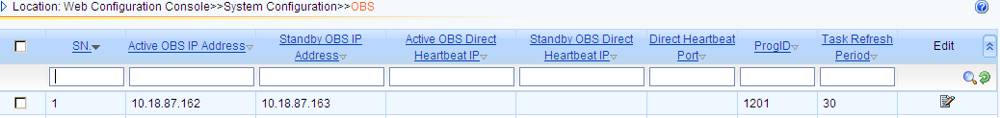 Location: Web Configuration Console>>System Configuration>>OBS
SN. Active OBS IP Address Standby OBS IP Address Active OBS Direct Heartbeat IP Standby OBS Direct Heartbeat IP Direct Heartbeat Port ProgID Task Refresh Period Edit
1 10.18.87.162 10.18.87.163 1201 30